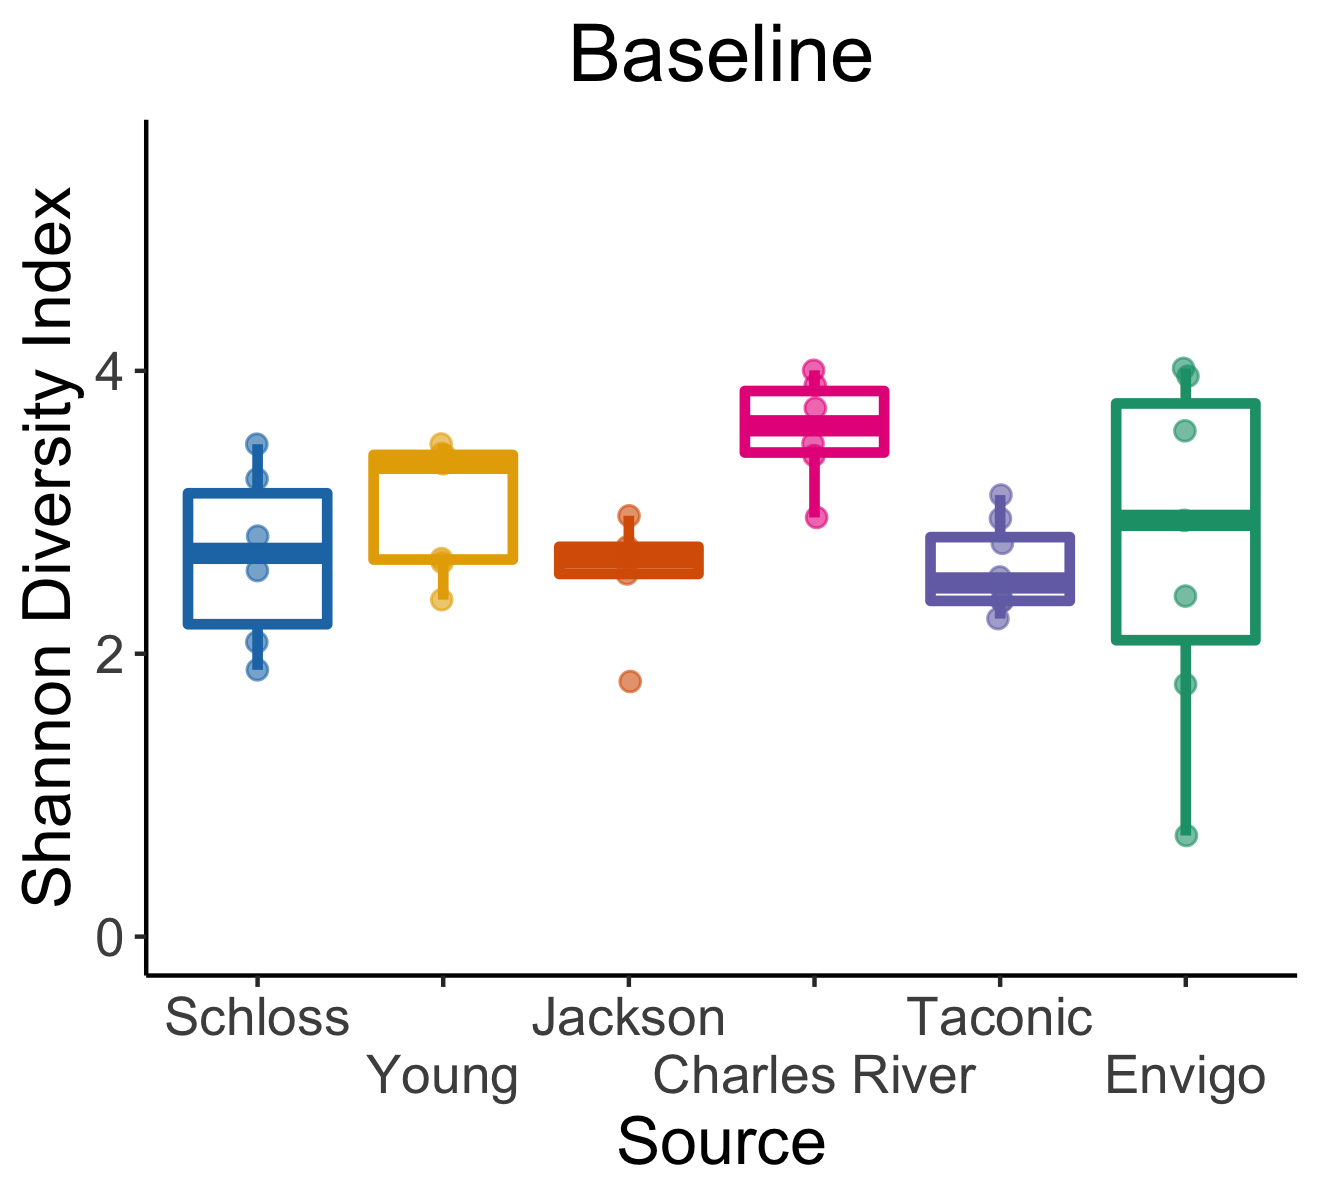 Baseline
Shannon Diversity Index
4
2
0
Schloss
Jackson
Taconic
Young
Charles River
Envigo
Source